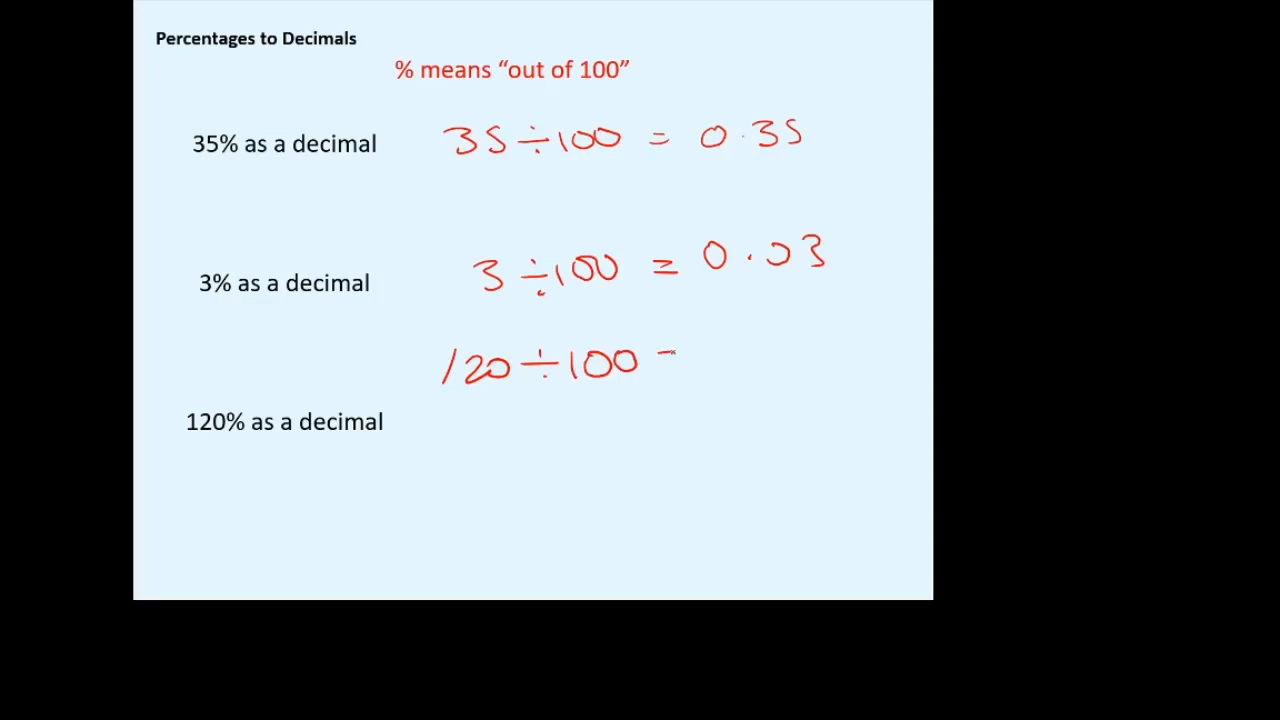 Percentages to Decimals
% means “out of 100”
35% as a decimal 35 ÷ 100 = 0.35
3% as a decimal 3 ÷ 100 = 0.03
120 ÷ 100 -
120% as a decimal